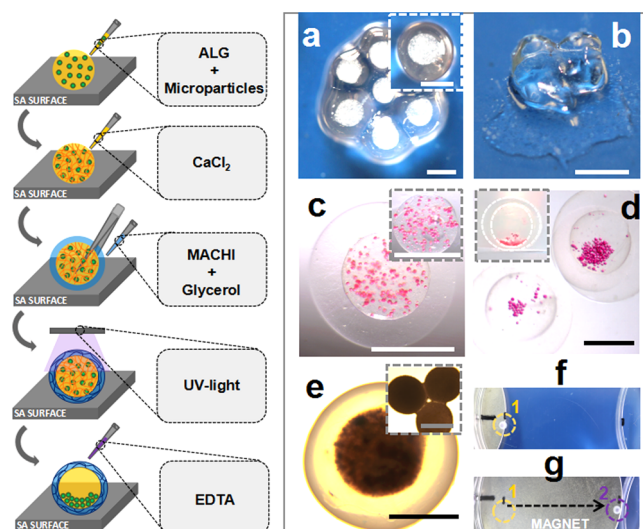 ALG
+
Microparticles
SA SURFACE
CaCl₂
SA SURFACE
MACHI
+
Glycerol
SA SURFACE
UV-light
SA SURFACE
EDTA
SA SURFACE
a
b
c
d
e
f
1
g
1
2
MAGNET